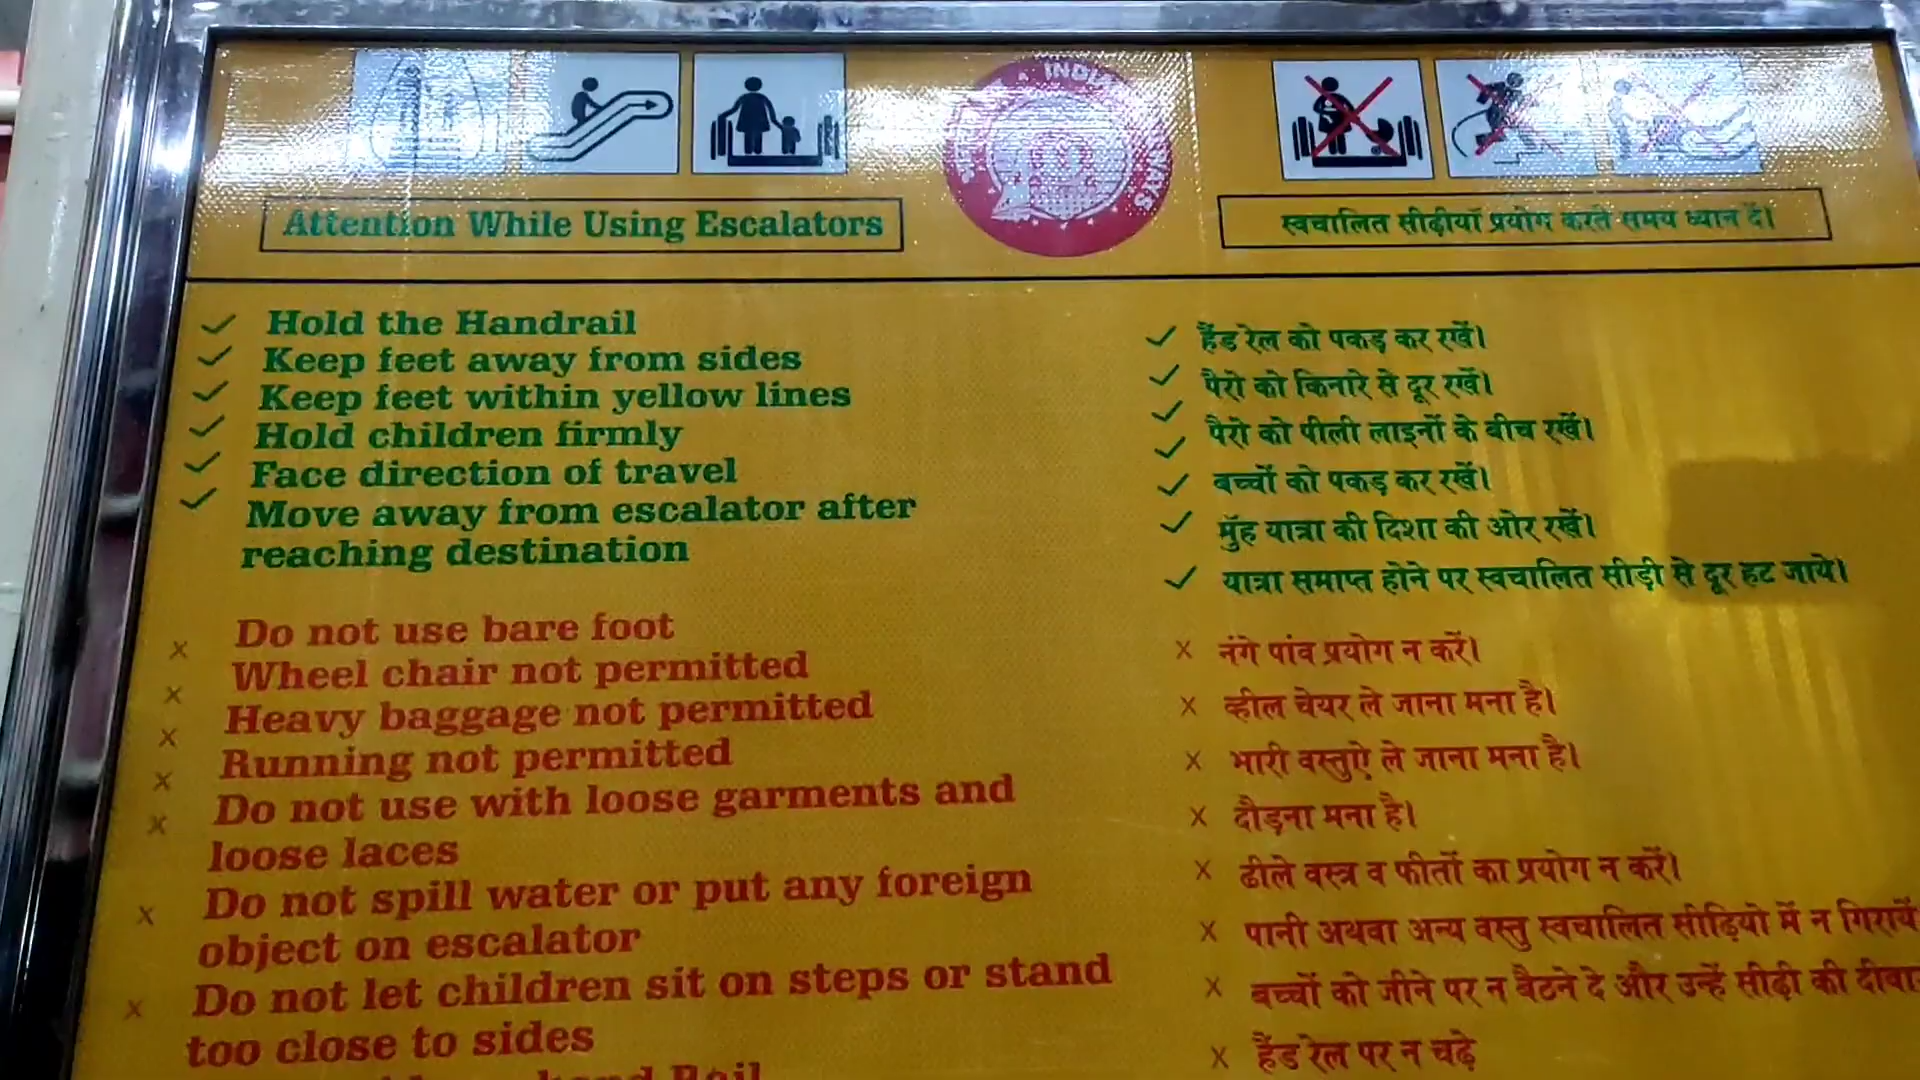 INDIA
WAYS
Attention While Using Escalators
स्वचालित सीढ़ीयाँ प्रयोग करते समय ध्यान दें।
Hold the Handrail
Keep feet away from sides
Keep feet within yellow lines
Hold children firmly
Face direction of travel
Move away from escalator after
reaching destination
Do not use bare foot
Wheel chair not permitted
Heavy baggage not permitted
Running not permitted
Do not use with loose garments and
loose laces
Do not spill water or put any foreign
object on escalator
Do not let children sit on steps or stand
too close to sides
हैंड रेल को पकड़ कर रखें।
पैरो को किनारे से दूर रखें।
पैरो को पीली लाइनों के बीच रखें।
बच्चों को पकड़ कर रखें।
मुँह यात्रा की दिशा की ओर रखें।
यात्रा समाप्त होने पर स्वचालित सीड़ी से दूर हट जाये।
नंगे पांव प्रयोग न करें।
व्हील चेयर ले जाना मना है।
भारी वस्तुऐ ले जाना मना है।
दौड़ना मना है।
ढीले वस्त्र व फीतों का प्रयोग न करें।
पानी अथवा अन्य वस्तु स्वचालित सीढ़ियो में न गिरायें
बच्चों को जीने पर न बैठने दे और उन्हें सीढ़ी की
हैंड रेल पर न चढ़े